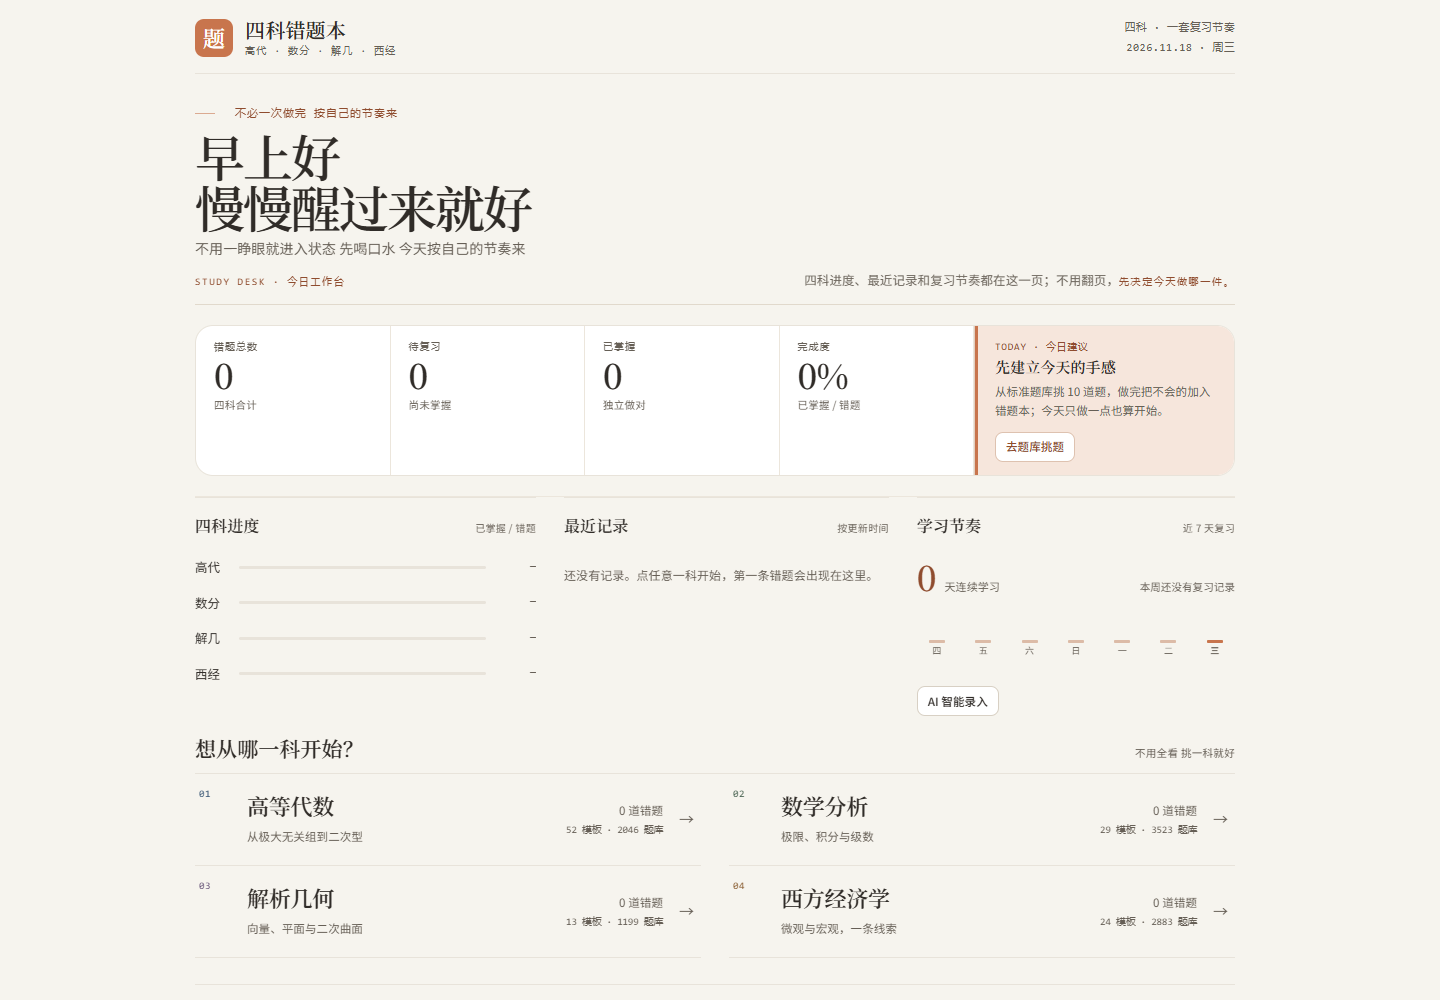 题
四科错题本
高代 · 数分 · 解几 · 西经
四科 · 一套复习节奏
2026.11.18 · 周三
不必一次做完 按自己的节奏来
早上好
慢慢醒过来就好
不用一睁眼就进入状态 先喝口水 今天按自己的节奏来
STUDY DESK · 今日工作台
四科进度、最近记录和复习节奏都在这一页；不用翻页，先决定今天做哪一件。
错题总数
0
四科合计
待复习
0
尚未掌握
已掌握
0
独立做对
完成度
0%
已掌握 / 错题
TODAY · 今日建议
先建立今天的手感
从标准题库挑 10 道题，做完把不会的加入
错题本；今天只做一点也算开始。
去题库挑题
四科进度
已掌握 / 错题
高代 –
数分 –
解几 –
西经 –
最近记录
按更新时间
还没有记录。点任意一科开始，第一条错题会出现在这里。
学习节奏
近 7 天复习
0 天连续学习
本周还没有复习记录
四 五 六 日 一 二 三
AI 智能录入
想从哪一科开始？
不用全看 挑一科就好
01
高等代数
从极大无关组到二次型
0 道错题
52 模板 · 2046 题库
→
02
数学分析
极限、积分与级数
0 道错题
29 模板 · 3523 题库
→
03
解析几何
向量、平面与二次曲面
0 道错题
13 模板 · 1199 题库
→
04
西方经济学
微观与宏观，一条线索
0 道错题
24 模板 · 2883 题库
→